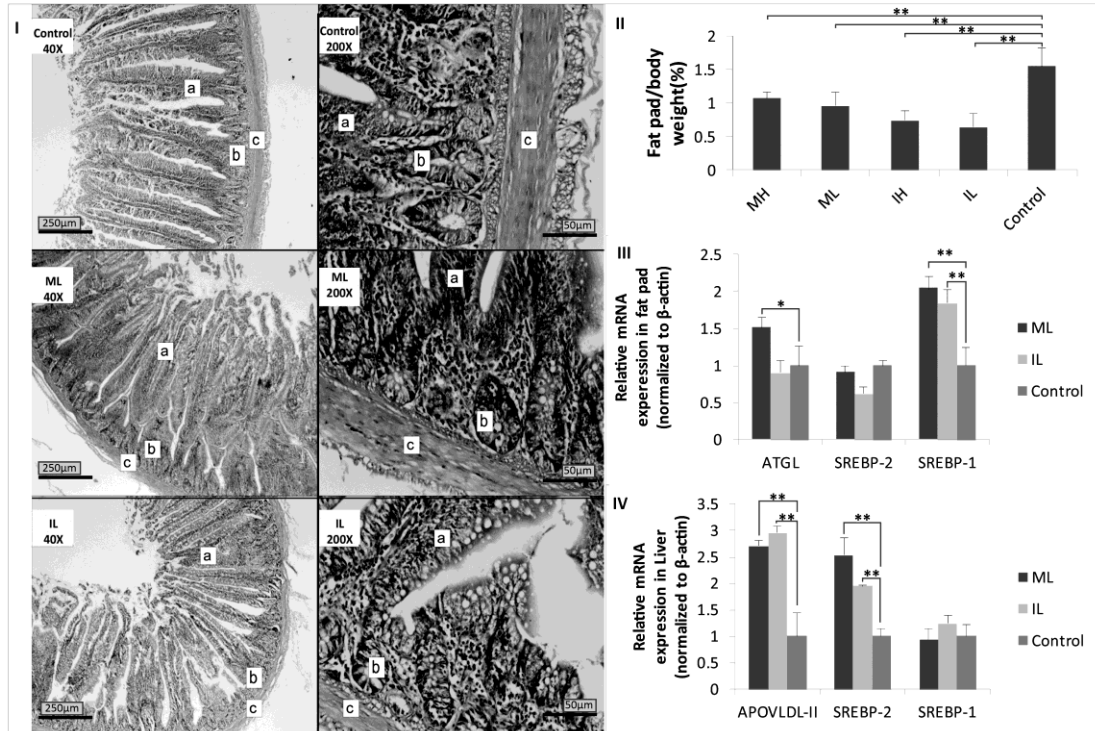 I
Control
40X
a
b
c
250μm
Control
200X
a
b
c
50μm
ML
40X
a
b
c
250μm
ML
200X
a
b
c
50μm
IL
40X
a
b
c
250μm
IL
200X
a
b
c
50μm
II
Fat pad/body
weight(%)
**
**
**
**
2
1.5
1
0.5
0
MH
ML
IH
IL
Control
III
Relative mRNA
experession in fat pad
(normalized to β-actin)
2.5
2
1.5
1
0.5
0
*
**
**
ATGL
SREBP-2
SREBP-1
ML
IL
Control
IV
Relative mRNA
expression in Liver
(normalized to β-actin)
3.5
3
2.5
2
1.5
1
0.5
0
**
**
**
**
APOVLDL-II
SREBP-2
SREBP-1
ML
IL
Control